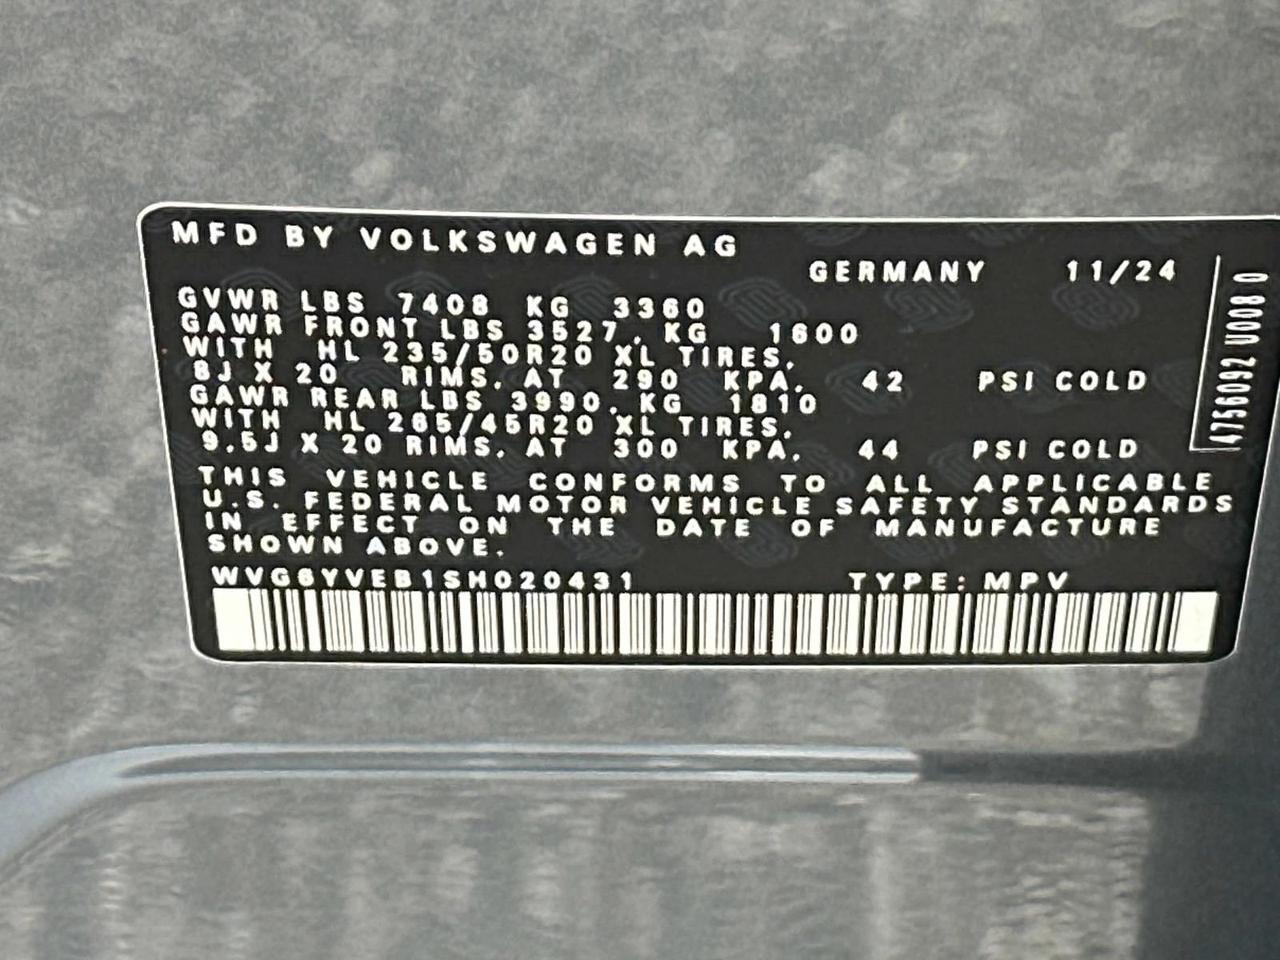 MFD BY VOLKSWAGEN AG
GERMANY 11/24
GVWR LBS 7408 KG 3360
GAWR FRONT LBS 3527, KG 1600
WITH HL 235/50R20 XL TIRES,
8J X 20 RIMS, AT 290 KPA, 42 PSI COLD
GAWR REAR LBS 3990, KG 1810
WITH HL 265/45R20 XL TIRES,
9.5J X 20 RIMS, AT 300 KPA, 44 PSI COLD
THIS VEHICLE CONFORMS TO ALL APPLICABLE
U.S. FEDERAL MOTOR VEHICLE SAFETY STANDARDS
IN EFFECT ON THE DATE OF MANUFACTURE
SHOWN ABOVE.
WVG6YVEB1SH020431 TYPE: MPV
4756092 U008 0